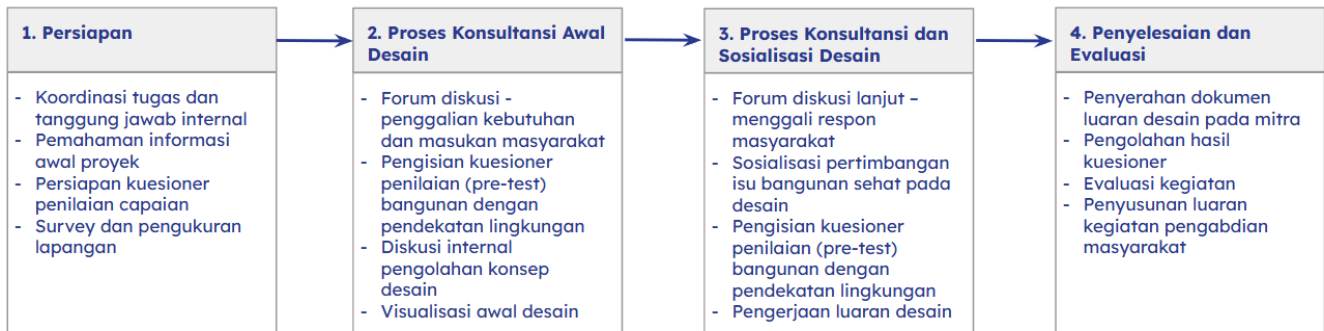 1. Persiapan
- Koordinasi tugas dan
tanggung jawab internal
- Pemahaman informasi
awal proyek
- Persiapan kuesioner
penilaian capaian
- Survey dan pengukuran
lapangan
2. Proses Konsultansi Awal
Desain
- Forum diskusi -
penggalian kebutuhan
dan masukan masyarakat
- Pengisian kuesioner
penilaian (pre-test)
bangunan dengan
pendekatan lingkungan
- Diskusi internal
pengolahan konsep
desain
- Visualisasi awal desain
3. Proses Konsultansi dan
Sosialisasi Desain
- Forum diskusi lanjut –
menggali respon
masyarakat
- Sosialisasi pertimbangan
isu bangunan sehat pada
desain
- Pengisian kuesioner
penilaian (pre-test)
bangunan dengan
pendekatan lingkungan
- Pengerjaan luaran desain
4. Penyelesaian dan
Evaluasi
- Penyerahan dokumen
luaran desain pada mitra
- Pengolahan hasil
kuesioner
- Evaluasi kegiatan
- Penyusunan luaran
kegiatan pengabdian
masyarakat